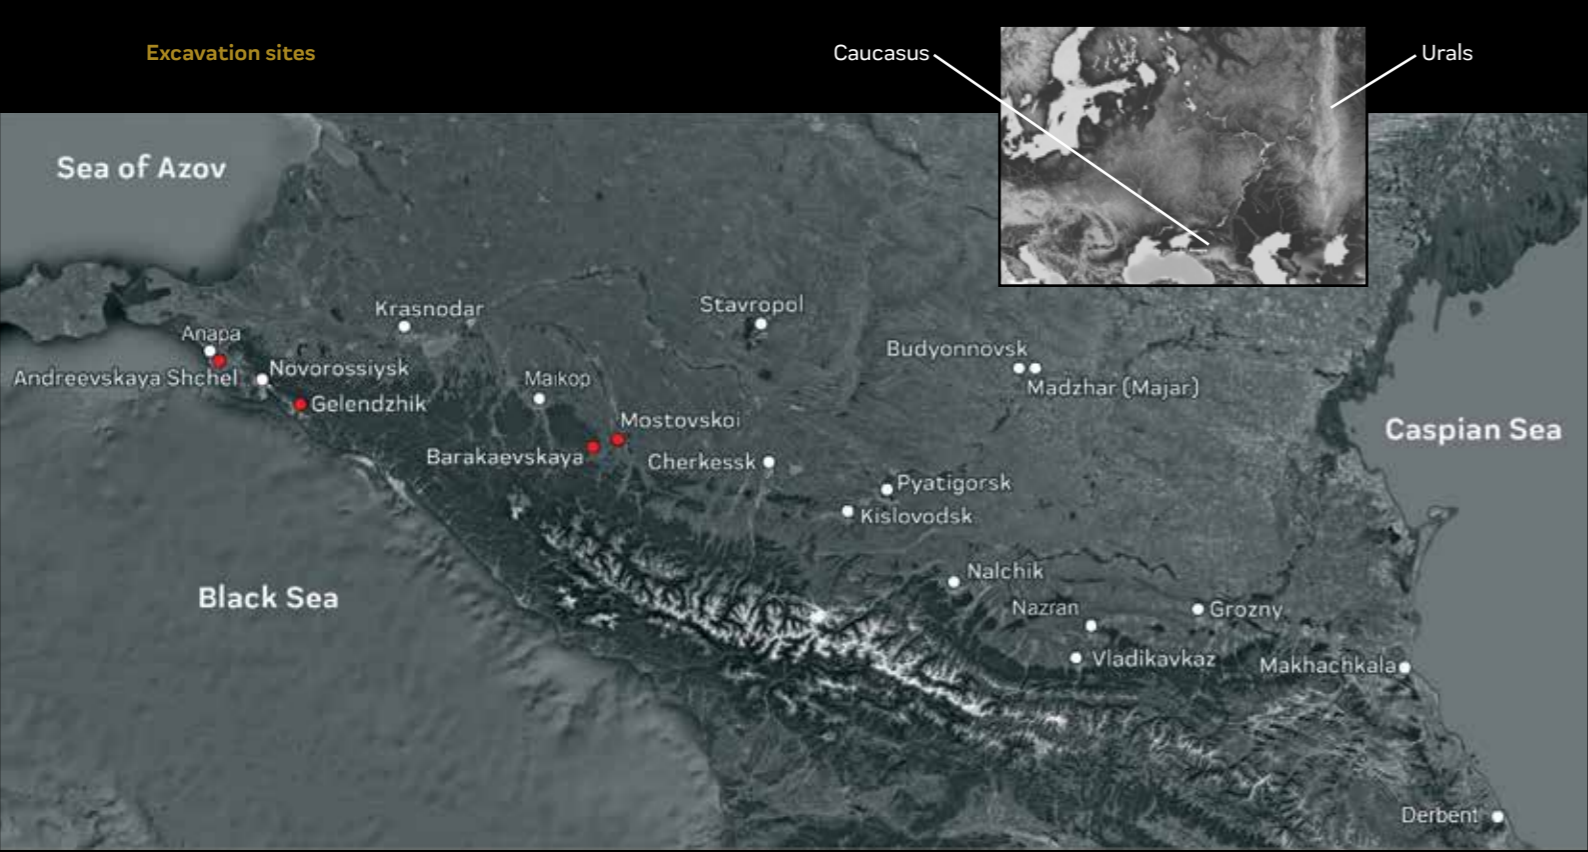 Excavation sites
Caucasus
Urals
Sea of Azov
Krasnodar
Stavropol
Anapa
Budyonnovsk
Novorossiysk
Andreevskaya Shchel
Maikop
Madzhar (Majar)
Gelendzhik
Mostovskoi
Caspian Sea
Barakaevskaya
Cherkessk
Pyatigorsk
Kislovodsk
Nalchik
Black Sea
Nazran
Grozny
Vladikavkaz
Makhachkala
Derbent